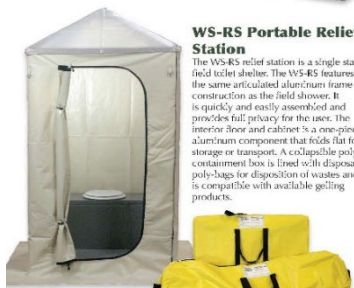 WS-RS Portable Relie
Station
The WS-RS relief station is a single sta
field toilet shelter. The WS-RS features
the same articulated aluminum frame
construction as the field shower. It
is quickly and easily assembled and
provides full privacy for the user. The
interior floor and cabinet is a one-piec
aluminum component that folds flat fo
storage or transport. A collapsible poly
containment box is lined with disposa
poly-bags for disposition of wastes and
is compatible with available gelling
products.